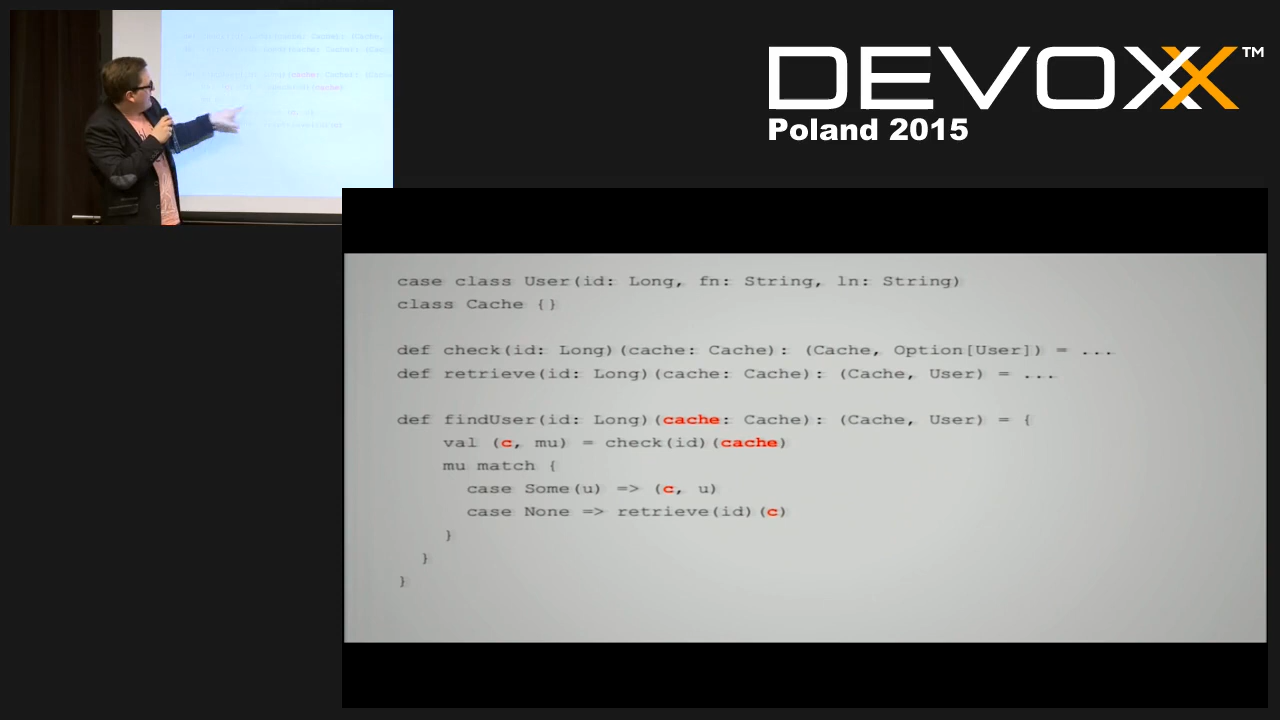 DEVOXX™
Poland 2015
case class User(id: Long, fn: String, ln: String)
class Cache {}
def check(id: Long)(cache: Cache): (Cache, Option[User]) = ...
def retrieve(id: Long)(cache: Cache): (Cache, User) = ...
def findUser(id: Long)(cache: Cache): (Cache, User) = {
val (c, mu) = check(id)(cache)
mu match {
case Some(u) => (c, u)
case None => retrieve(id)(c)
}
}
}